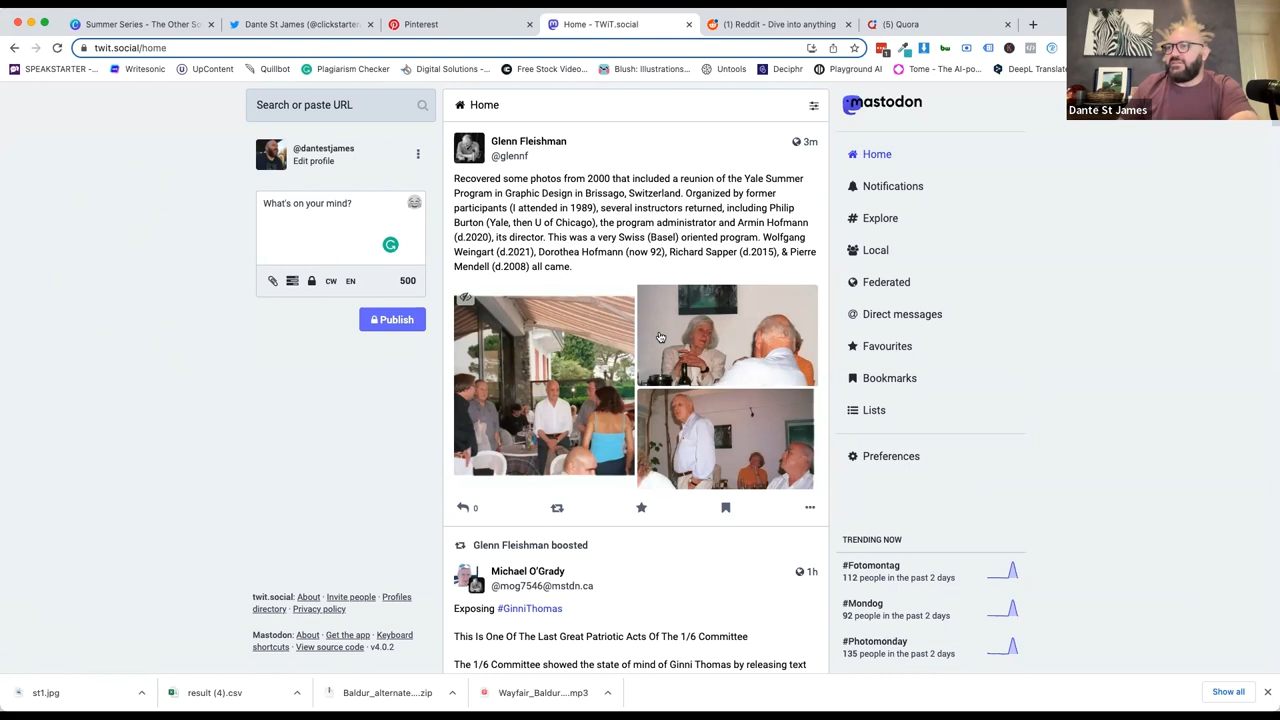 Summer Series - The Other So
Dante St James (@clickstarter
Pinterest
Home - TWiT.social
(1) Reddit - Dive into anything
(5) Quora
twit.social/home
SPEAKSTARTER -...
Writesonic
UpContent
Quillbot
Plagiarism Checker
Digital Solutions -...
Free Stock Video...
Blush: Illustrations...
Untools
Deciphr
Playground AI
Tome - The AI-po...
DeepL Translate
Dante St James
Search or paste URL
@dantestjames
Edit profile
What's on your mind?
CW EN 500
Publish
twit.social: About · Invite people · Profiles
directory · Privacy policy
Mastodon: About · Get the app · Keyboard
shortcuts · View source code · v4.0.2
Home
Glenn Fleishman
@glennf
3m
Recovered some photos from 2000 that included a reunion of the Yale Summer
Program in Graphic Design in Brissago, Switzerland. Organized by former
participants (I attended in 1989), several instructors returned, including Philip
Burton (Yale, then U of Chicago), the program administrator and Armin Hofmann
(d.2020), its director. This was a very Swiss (Basel) oriented program. Wolfgang
Weingart (d.2021), Dorothea Hofmann (now 92), Richard Sapper (d.2015), & Pierre
Mendell (d.2008) all came.
0
Glenn Fleishman boosted
Michael O'Grady
@mog7546@mstdn.ca
1h
Exposing #GinniThomas
This Is One Of The Last Great Patriotic Acts Of The 1/6 Committee
The 1/6 Committee showed the state of mind of Ginni Thomas by releasing text
mastodon
Home
Notifications
Explore
Local
Federated
Direct messages
Favourites
Bookmarks
Lists
Preferences
TRENDING NOW
#Fotomontag
112 people in the past 2 days
#Mondog
92 people in the past 2 days
#Photomonday
135 people in the past 2 days
st1.jpg
result (4).csv
Baldur_alternate....zip
Wayfair_Baldur....mp3
Show all